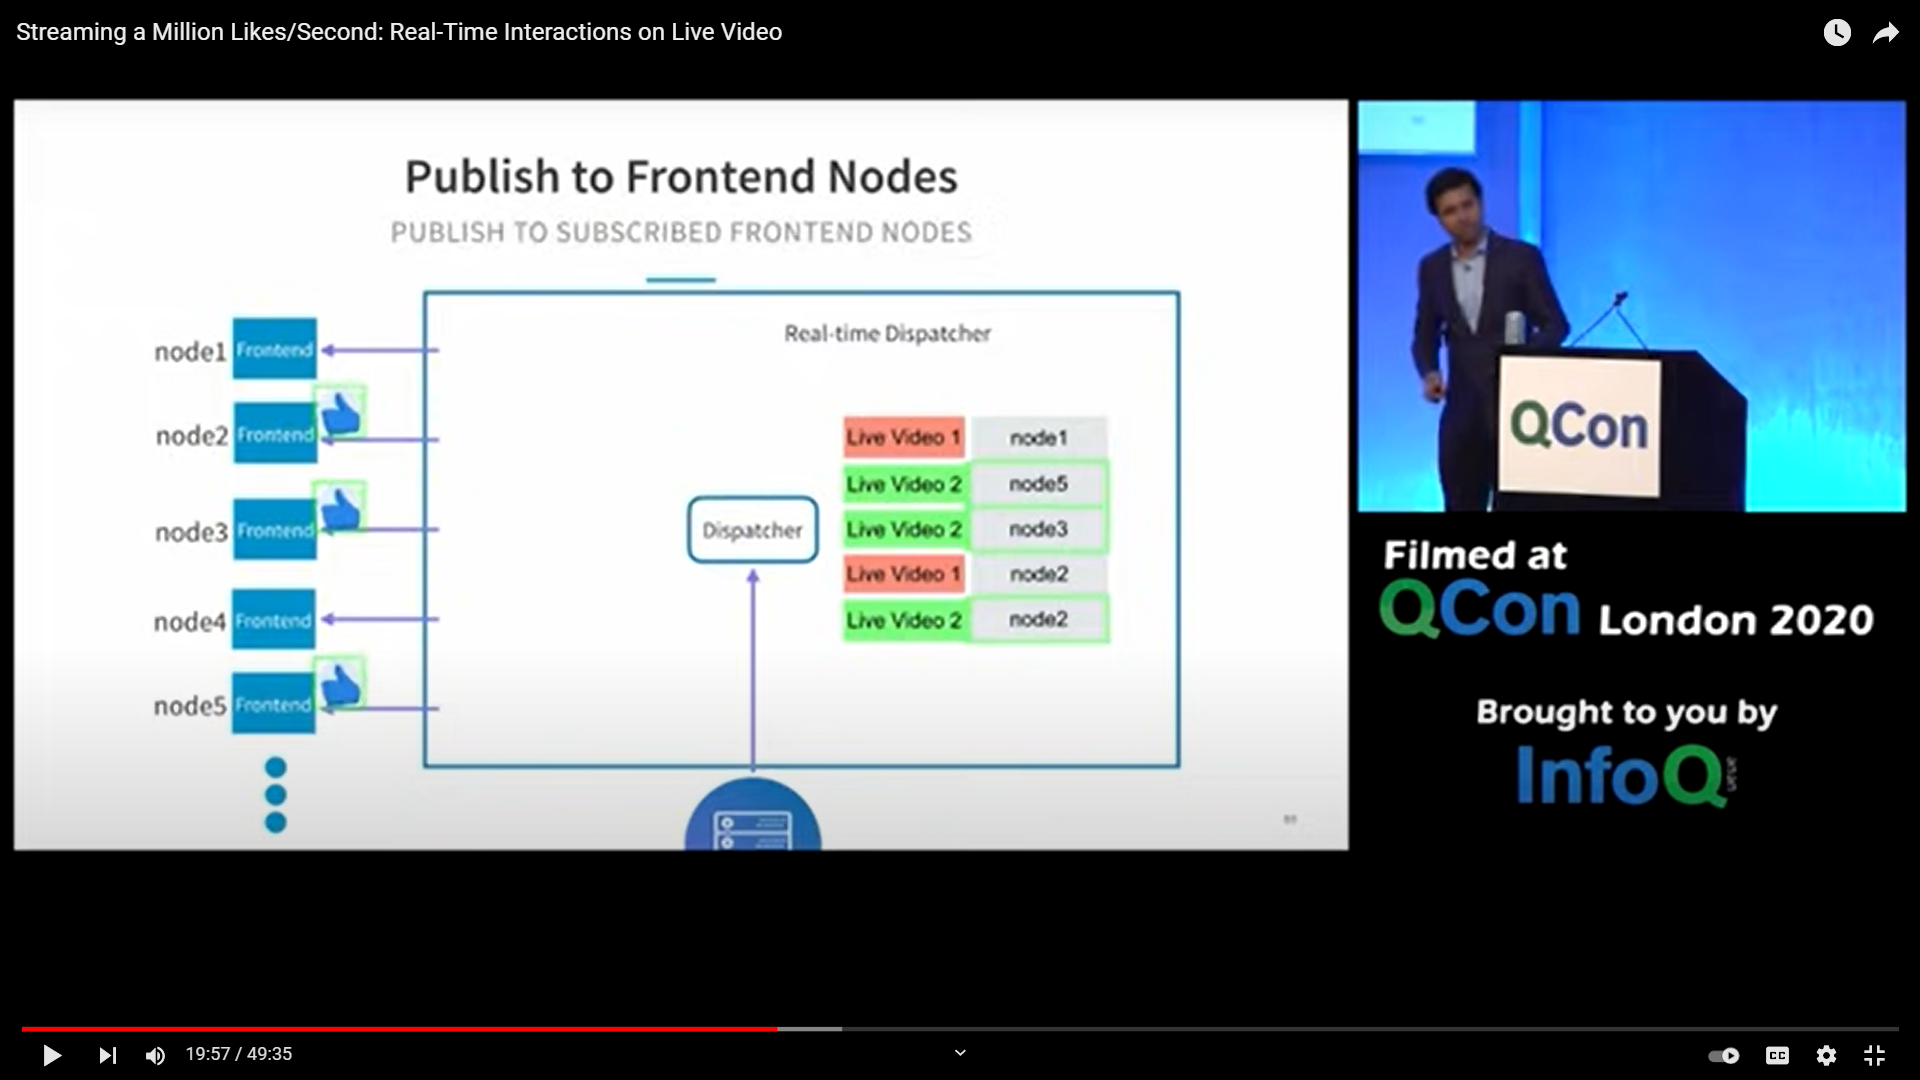 Streaming a Million Likes/Second: Real-Time Interactions on Live Video
Publish to Frontend Nodes
PUBLISH TO SUBSCRIBED FRONTEND NODES
Real-time Dispatcher
node1 Frontend
node2 Frontend
node3 Frontend
node4 Frontend
node5 Frontend
Dispatcher
Live Video 1 node1
Live Video 2 node5
Live Video 2 node3
Live Video 1 node2
Live Video 2 node2
QCon
Filmed at
QCon London 2020
Brought to you by
InfoQ
19:57 / 49:35
CC